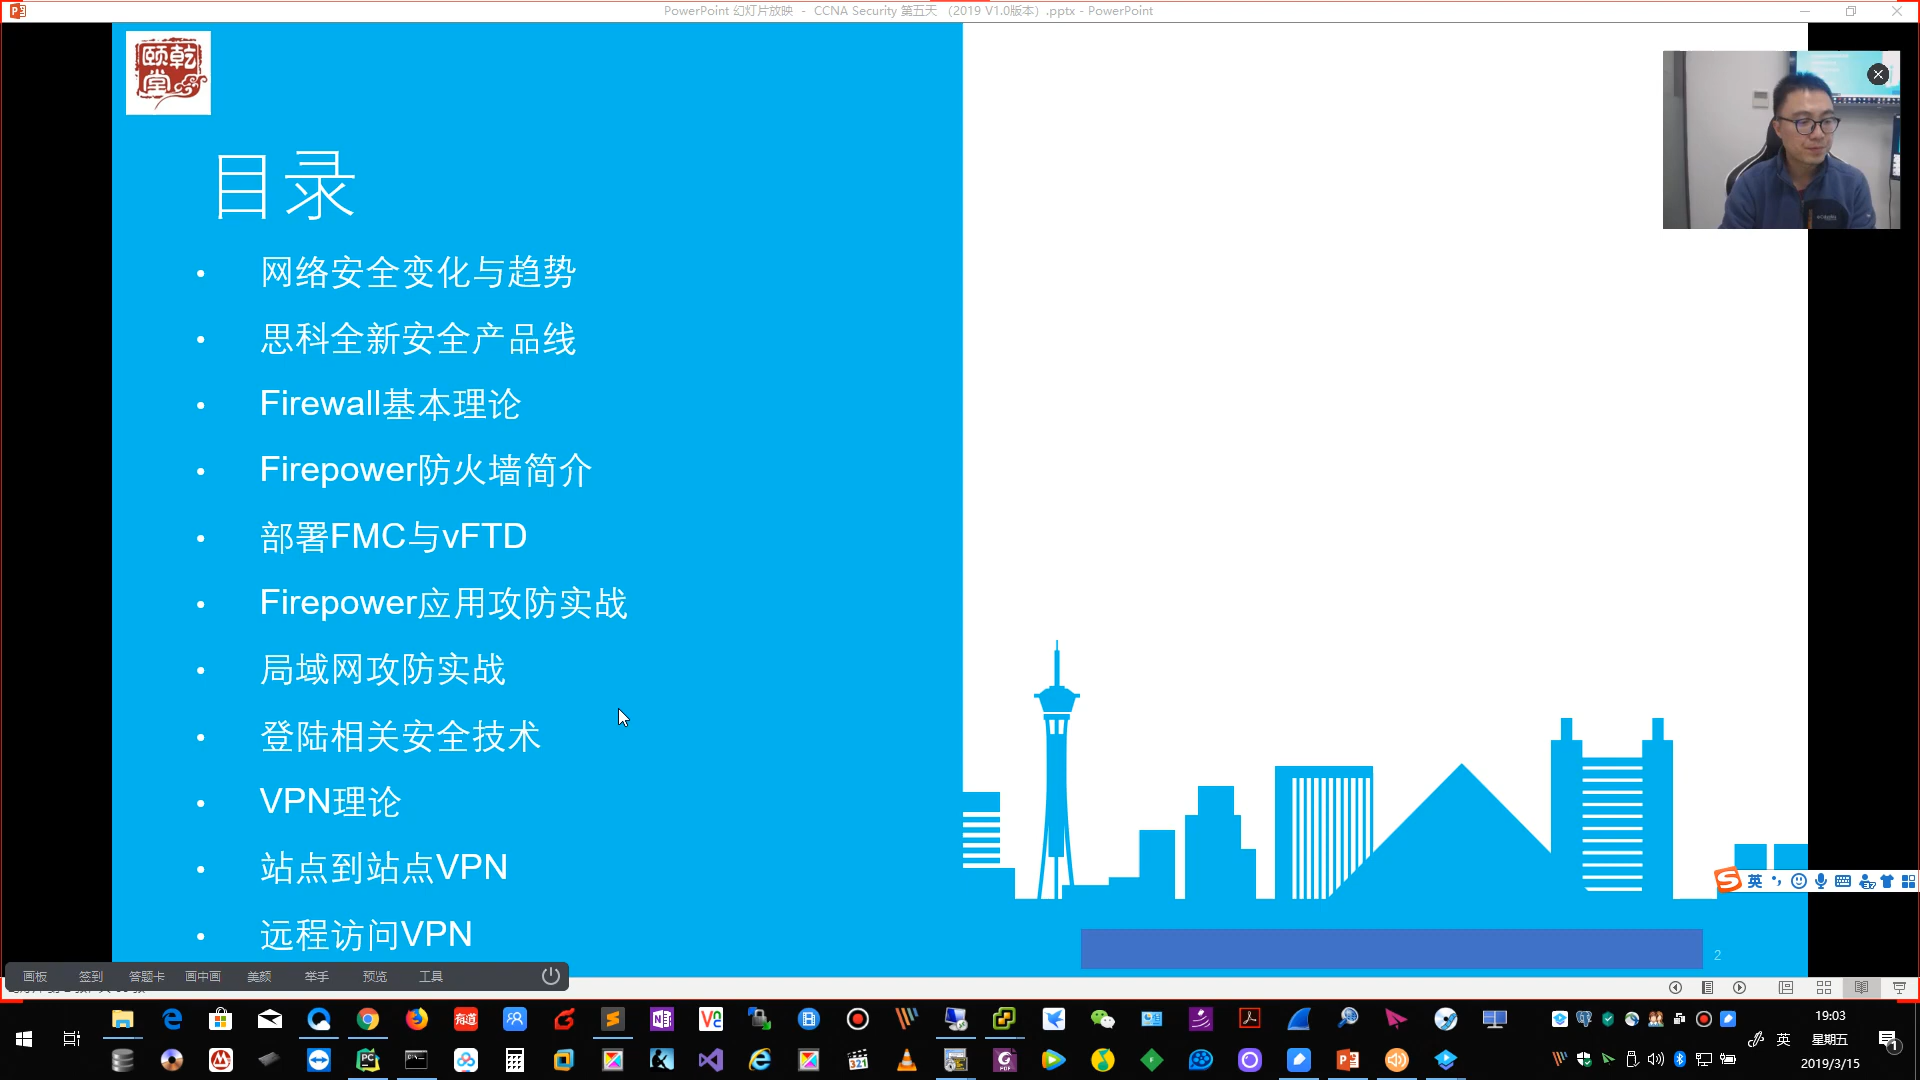 PowerPoint 幻灯片放映 - CCNA Security 第五天 （2019 V1.0版本）.pptx - PowerPoint
颐乾堂
目录
• 网络安全变化与趋势
• 思科全新安全产品线
• Firewall基本理论
• Firepower防火墙简介
• 部署FMC与vFTD
• Firepower应用攻防实战
• 局域网攻防实战
• 登陆相关安全技术
• VPN理论
• 站点到站点VPN
• 远程访问VPN
2
英
画板 签到 答题卡 画中画 美颜 举手 预览 工具
有道
19:03
英 星期五
2019/3/15
1